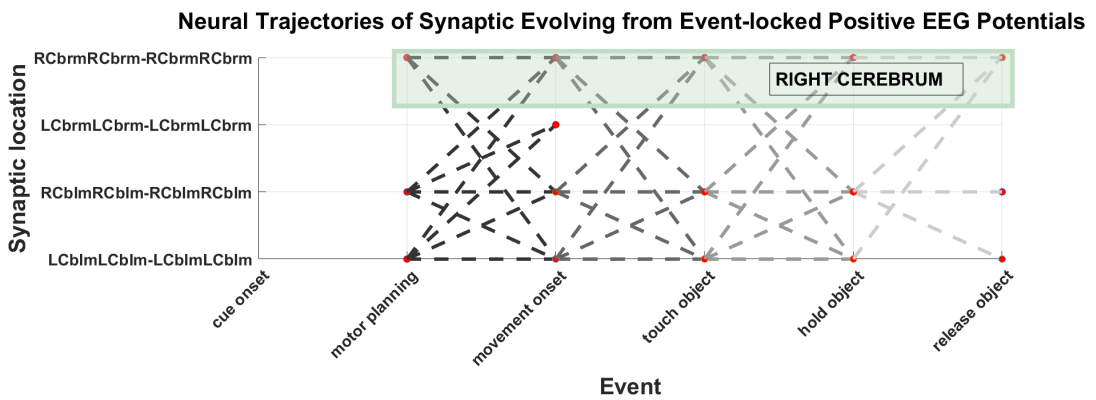 Neural Trajectories of Synaptic Evolving from Event-locked Positive EEG Potentials
Synaptic location
RCbrmRCbrm-RCbrmRCbrm
LCbrmLCbrm-LCbrmLCbrm
RCblmRCblm-RCblmRCblm
LCblmLCblm-LCblmLCblm
RIGHT CEREBRUM
cue onset
motor planning
movement onset
touch object
hold object
release object
Event